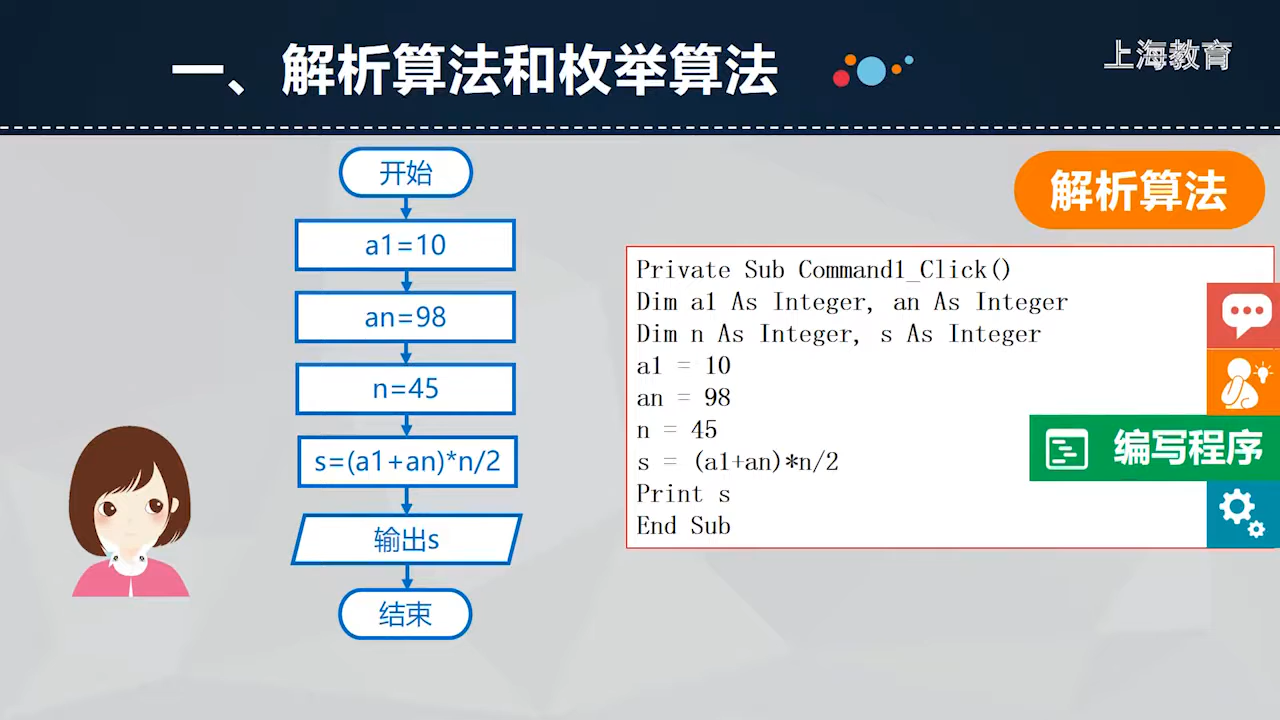 一、解析算法和枚举算法
上海教育
开始
a1=10
an=98
n=45
s=(a1+an)*n/2
输出s
结束
解析算法
Private Sub Command1_Click()
Dim a1 As Integer, an As Integer
Dim n As Integer, s As Integer
a1 = 10
an = 98
n = 45
s = (a1+an)*n/2
Print s
End Sub
编写程序